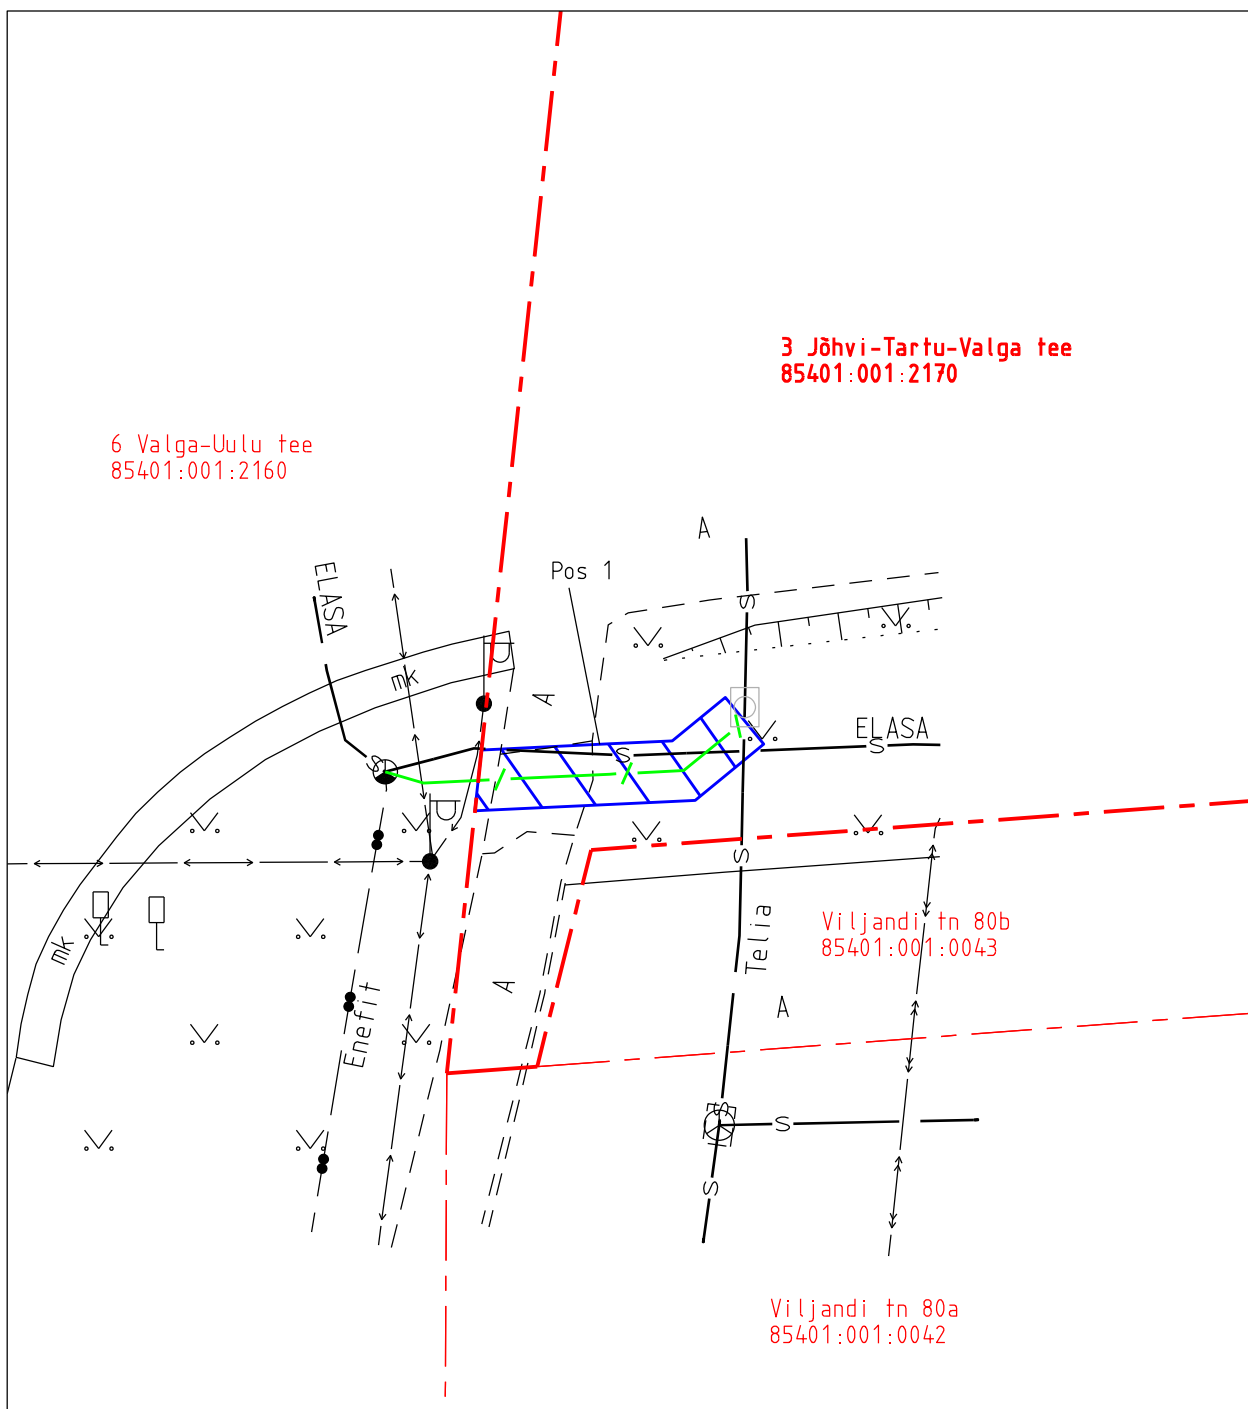 3 Jõhvi-Tartu-Valga tee
85401:001:2170
6 Valga-Uulu tee
85401:001:2160
A
Pos 1
ELASA
S
mk
A
ELASA
S
S
S
S
mk
Telia
Viljandi tn 80b
85401:001:0043
A
A
Enefit
S
S
Viljandi tn 80a
85401:001:0042